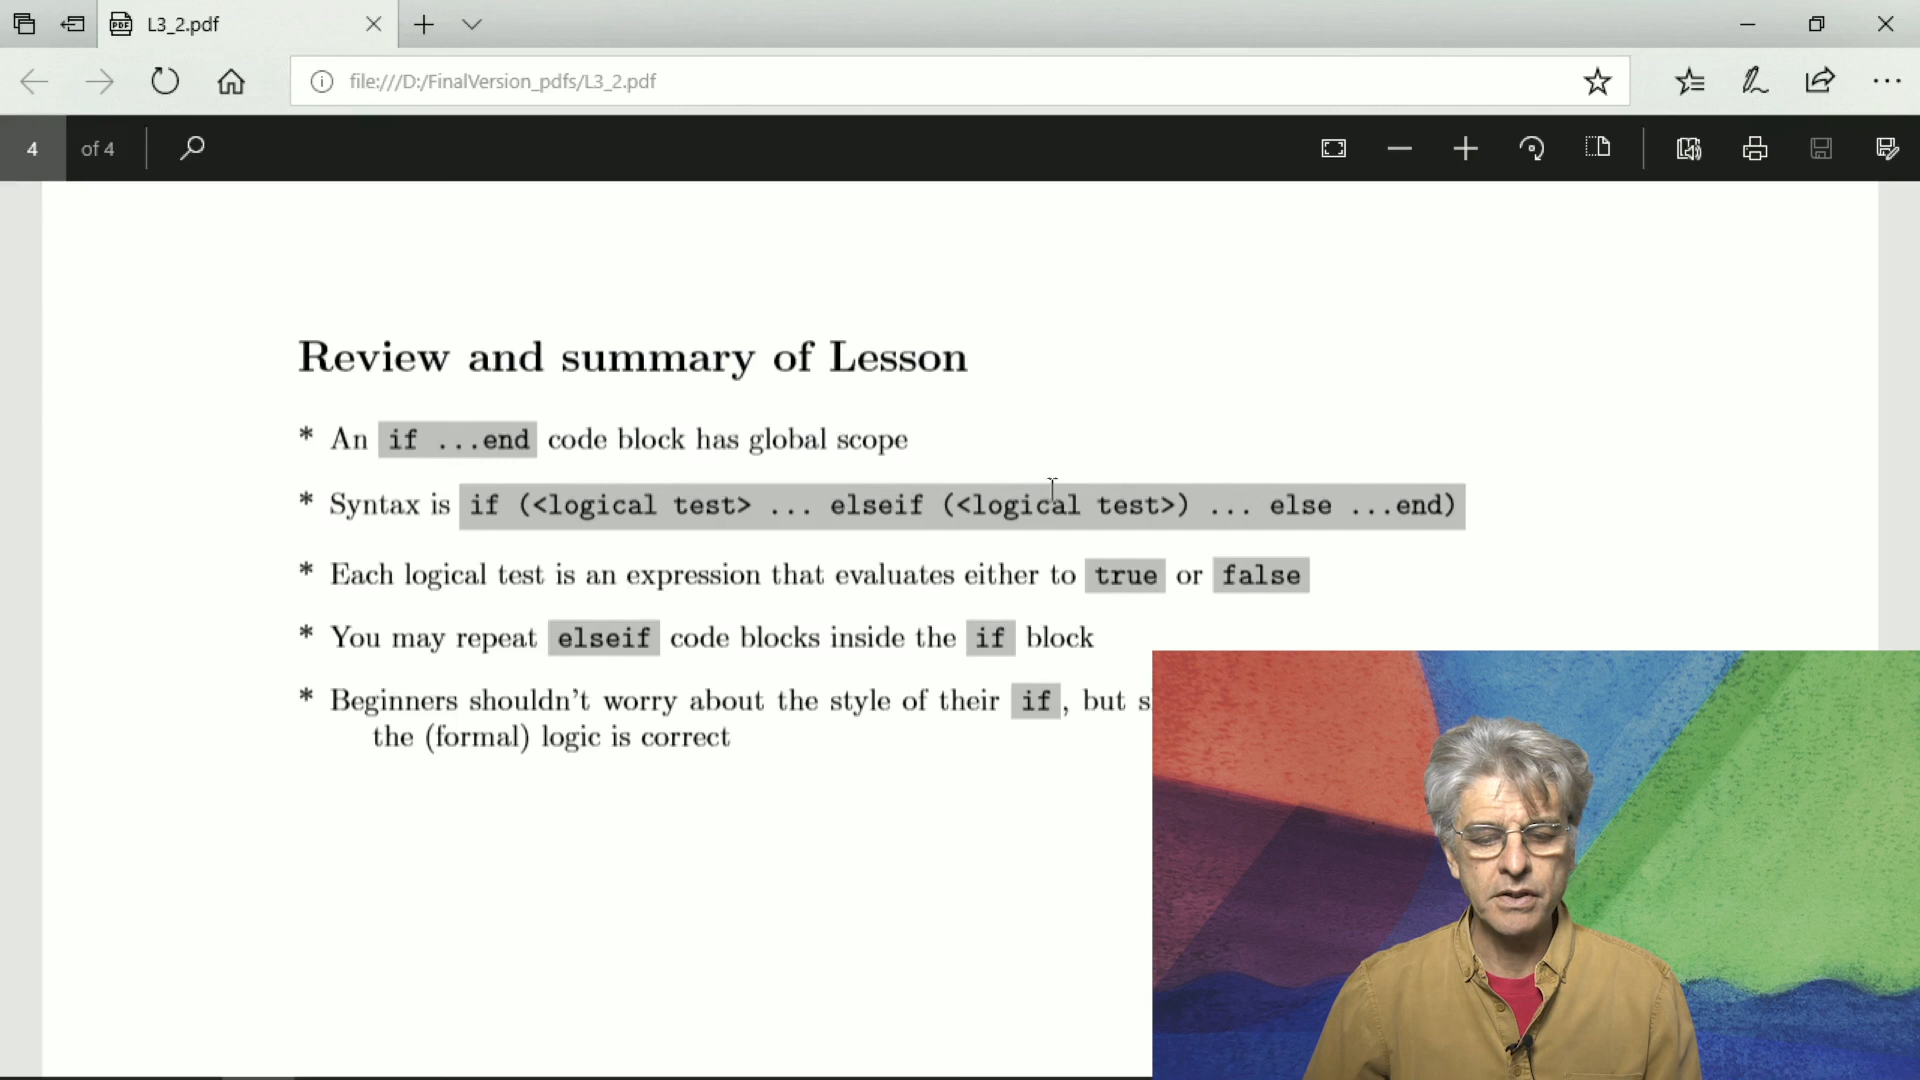 L3_2.pdf
file:///D:/FinalVersion_pdfs/L3_2.pdf
4 of 4
Review and summary of Lesson
* An if ...end code block has global scope
* Syntax is if (<logical test> ... elseif (<logical test>) ... else ...end)
* Each logical test is an expression that evaluates either to true or false
* You may repeat elseif code blocks inside the if block
* Beginners shouldn't worry about the style of their if, but s
the (formal) logic is correct